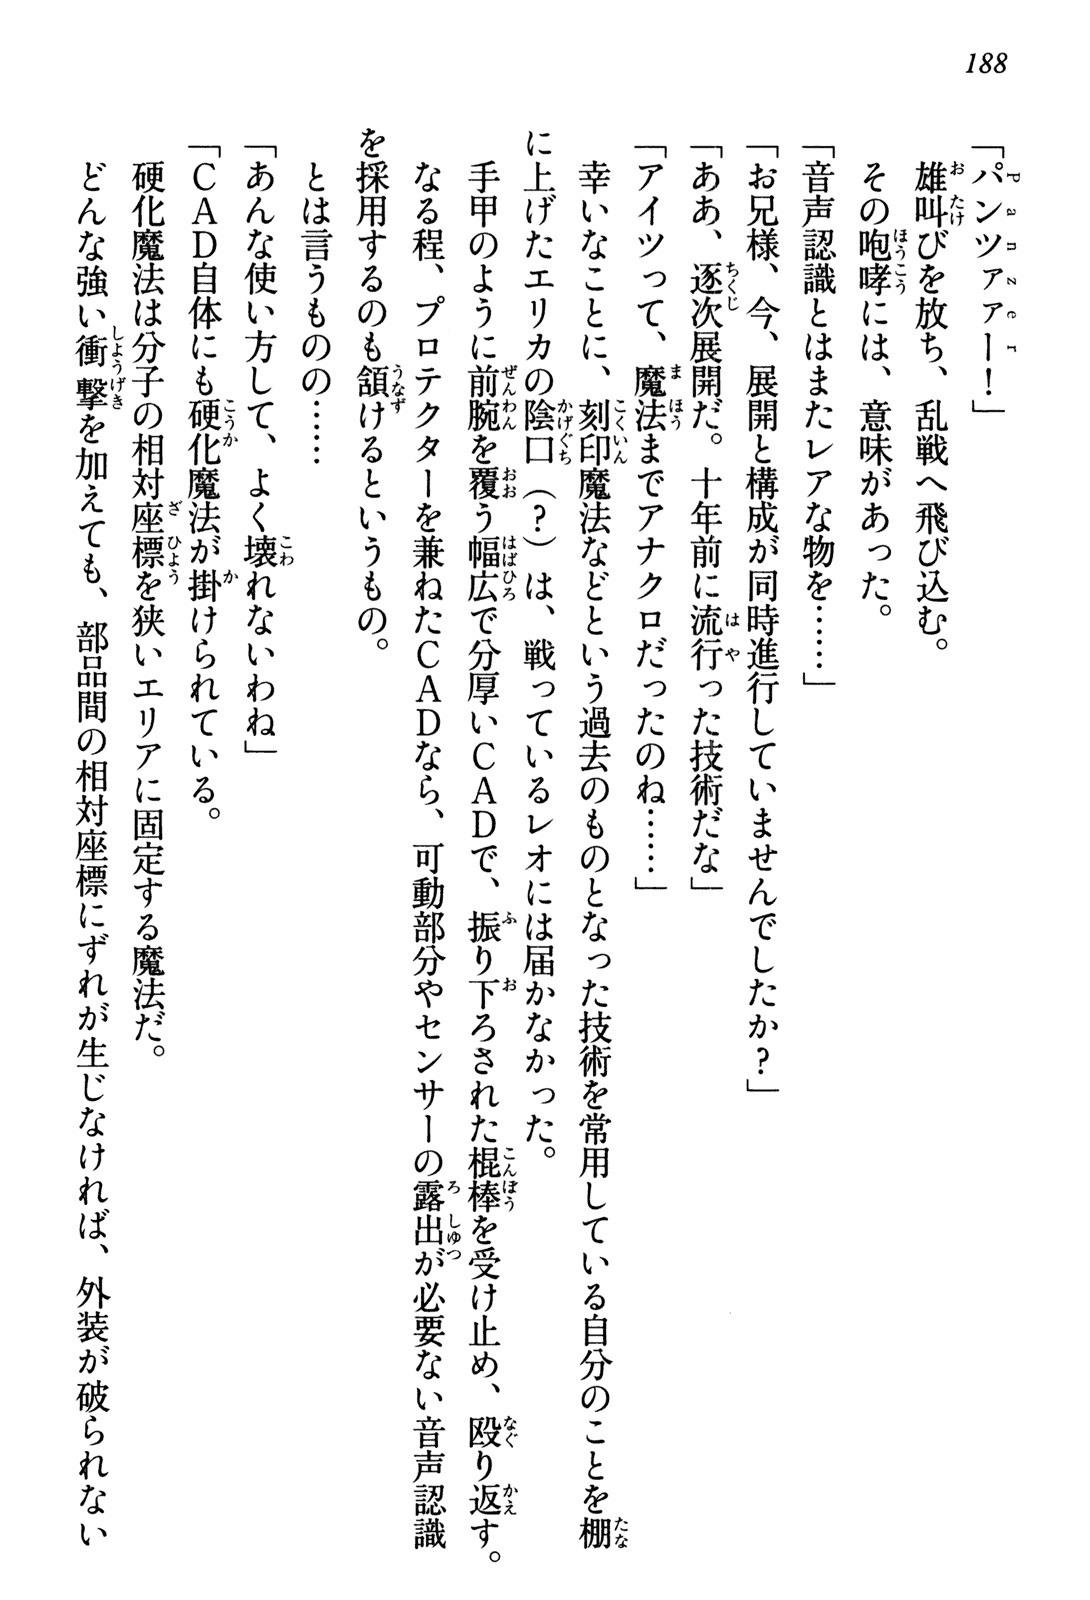 188
「パンツァァー！」
雄叫びを放ち、乱戦へ飛び込む。
その咆哮には、意味があった。
「音声認識とはまたレアな物を……」
「お兄様、今、展開と構成が同時進行していませんでしたか？」
「ああ、逐次展開だ。十年前に流行った技術だな」
「アイツって、魔法までアナクロだったのね……」
幸いなことに、刻印魔法などという過去のものとなった技術を常用している自分のことを棚
に上げたエリカの陰口（？）は、戦っているレオには届かなかった。
手甲のように前腕を覆う幅広で分厚いＣＡＤで、振り下ろされた棍棒を受け止め、殴り返す。
なる程、プロテクターを兼ねたＣＡＤなら、可動部分やセンサーの露出が必要ない音声認識
を採用するのも頷けるというもの。
とは言うものの……
「あんな使い方して、よく壊れないわね」
「ＣＡＤ自体にも硬化魔法が掛けられている。
硬化魔法は分子の相対座標を狭いエリアに固定する魔法だ。
どんな強い衝撃を加えても、部品間の相対座標にずれが生じなければ、外装が破られない